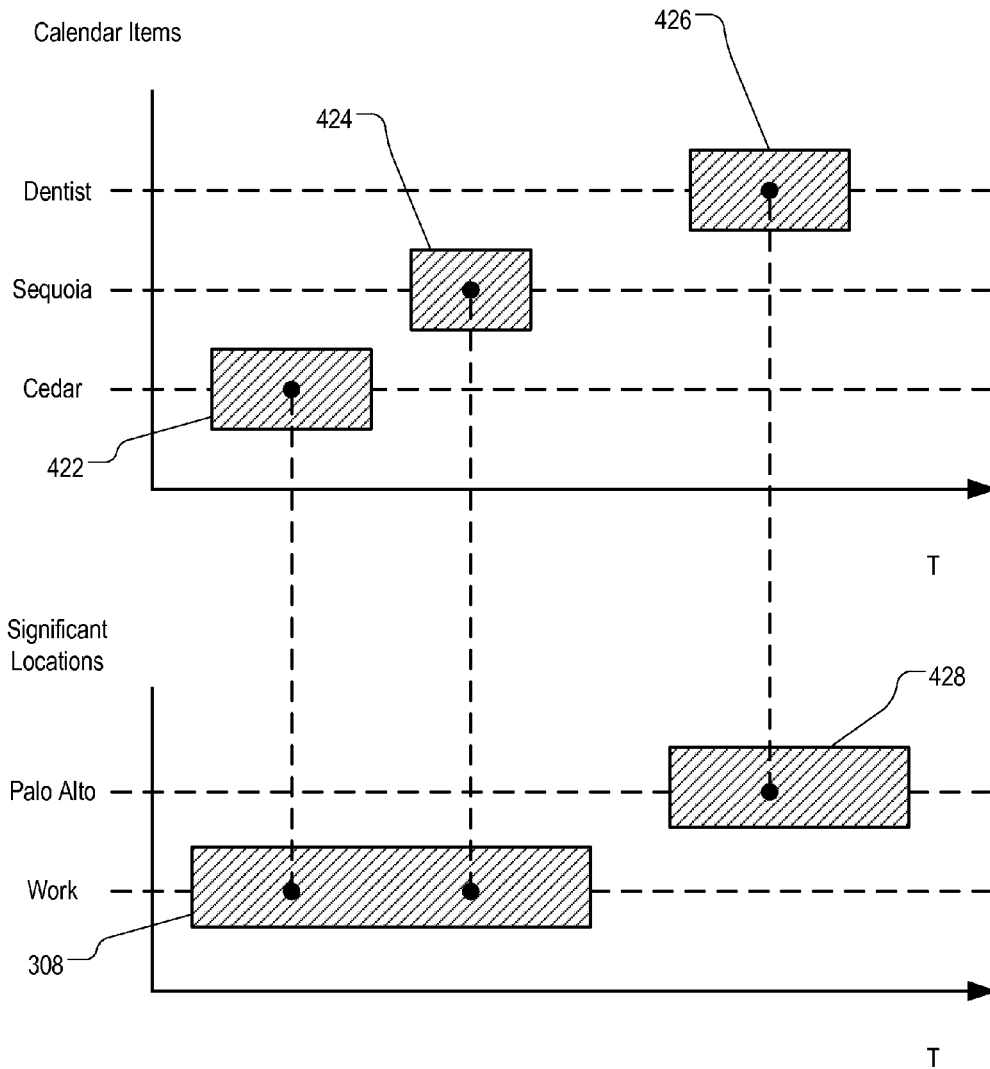 Calendar Items
426
424
Dentist
Sequoia
Cedar
422
T
Significant
Locations
428
Palo Alto
Work
308
T